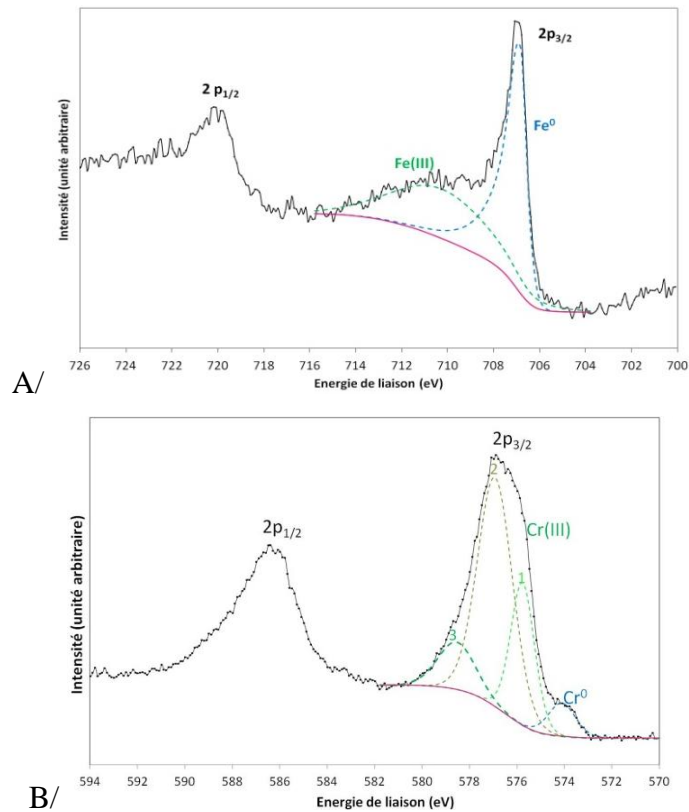 2p₃/₂
2 p₁/₂
Fe⁰
Fe(III)
Intensité (unité arbitraire)
726 724 722 720 718 716 714 712 710 708 706 704 702 700
Energie de liaison (eV)
A/
2p₃/₂
2
2p₁/₂
Cr(III)
1
3
Cr⁰
Intensité (unité arbitraire)
594 592 590 588 586 584 582 580 578 576 574 572 570
Energie de liaison (eV)
B/